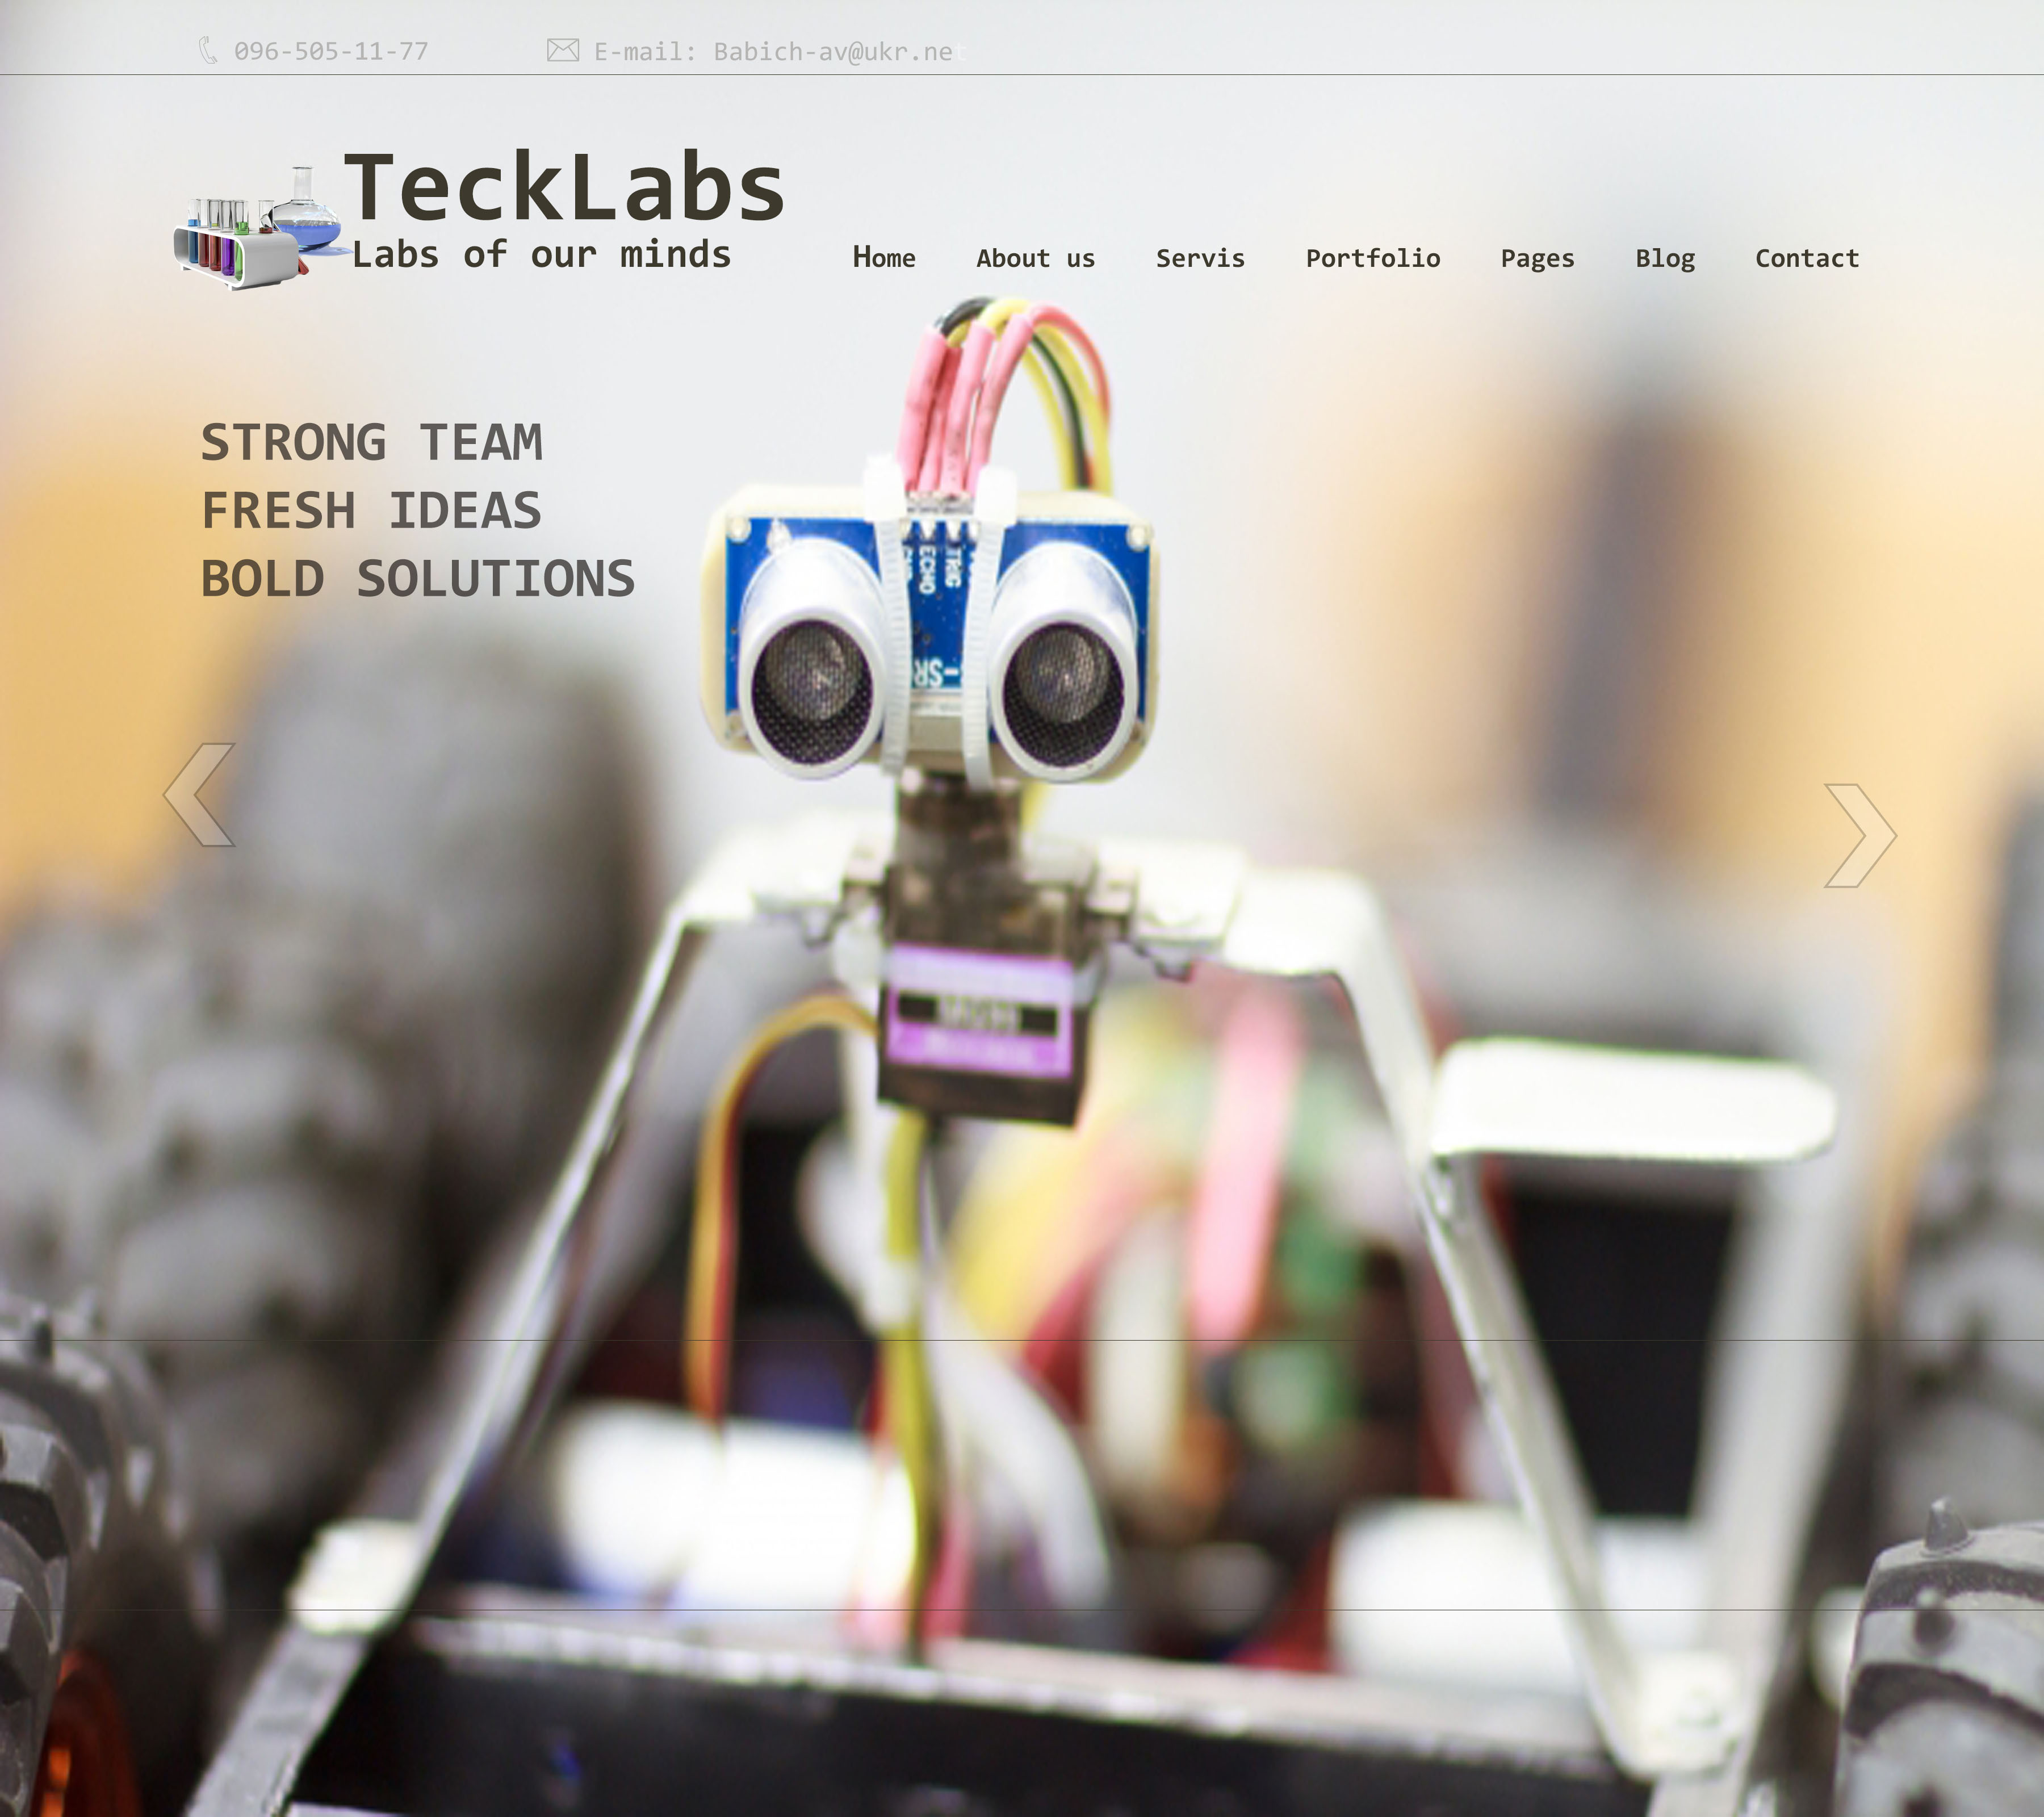 096-505-11-77
E-mail: Babich-av@ukr.net
TeckLabs
Labs of our minds
Home About us Servis Portfolio Pages Blog Contact
STRONG TEAM
FRESH IDEAS
BOLD SOLUTIONS
ECHO
TRIG
-SR